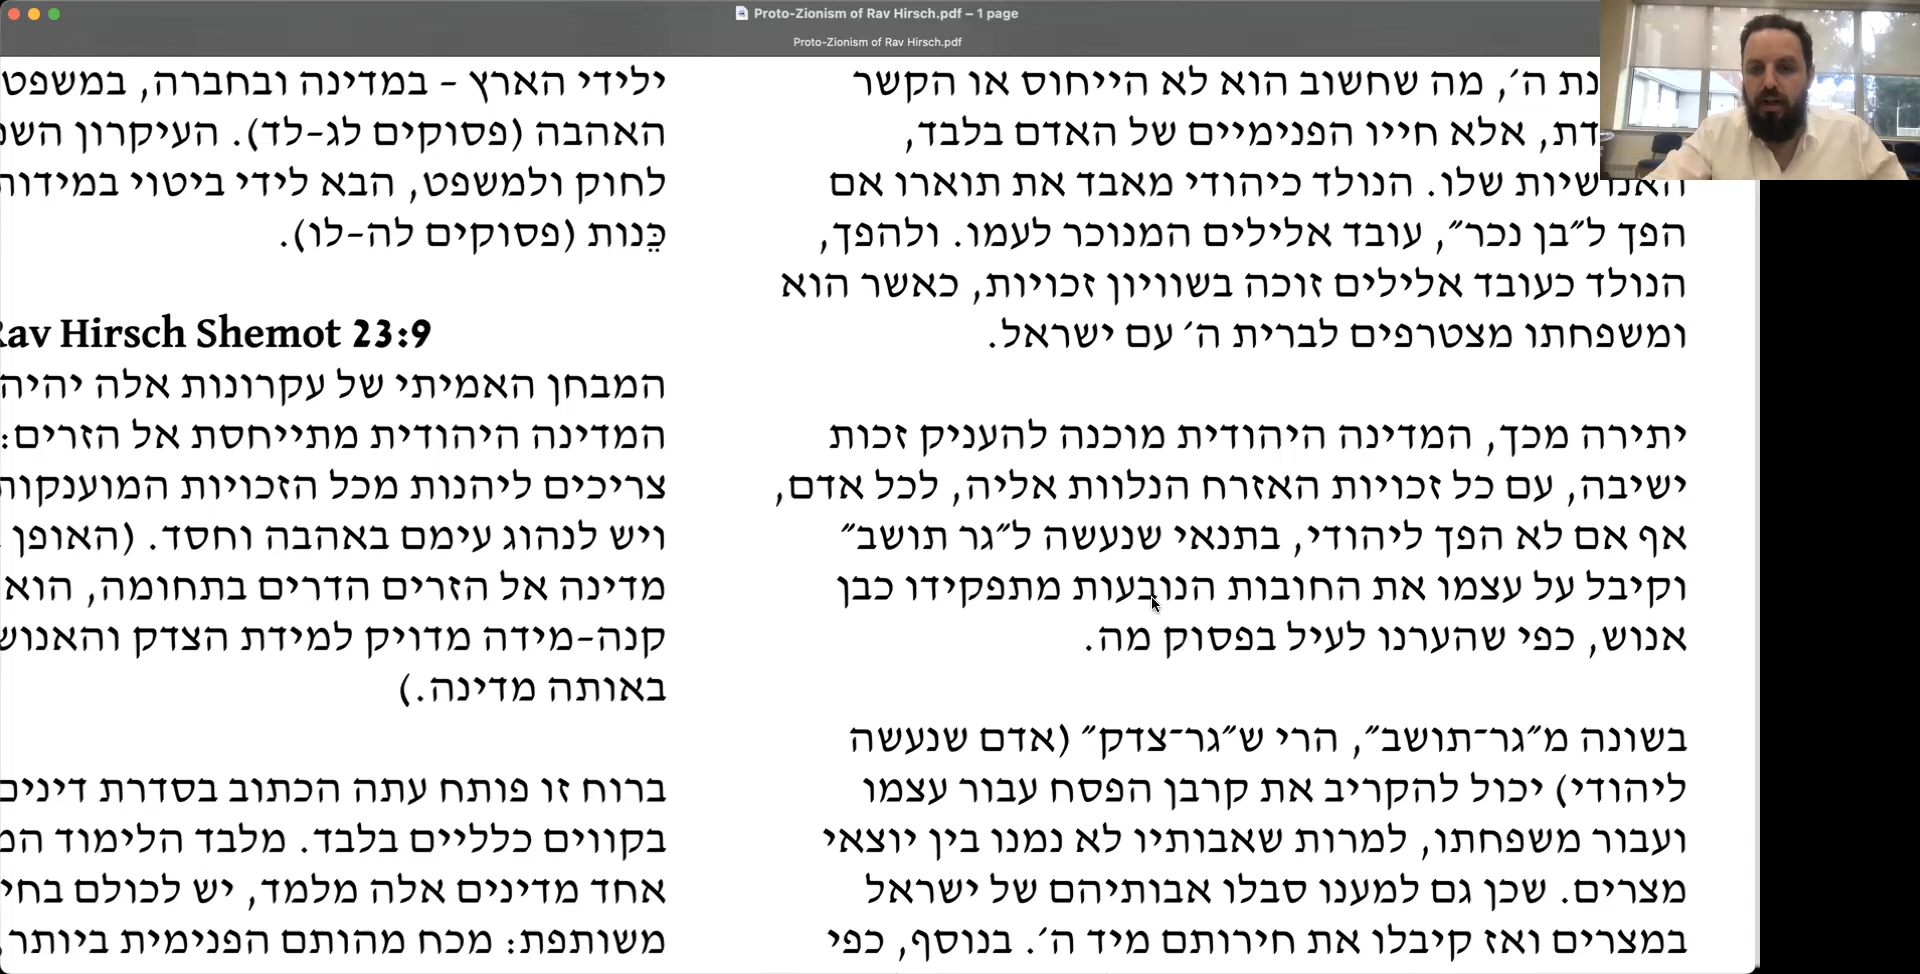 Proto-Zionism of Rav Hirsch.pdf – 1 page
Proto-Zionism of Rav Hirsch.pdf
ה׳, מה שחשוב הוא לא הייחוס או הקשר
אלא חייו הפנימיים של האדם בלבד,
האנושיות שלו. הנולד כיהודי מאבד את תוארו אם
הפך ל״בן נכר״, עובד אלילים המנוכר לעמו. ולהפך,
הנולד כעובד אלילים זוכה בשוויון זכויות, כאשר הוא
ומשפחתו מצטרפים לברית ה׳ עם ישראל.
יתירה מכך, המדינה היהודית מוכנה להעניק זכות
ישיבה, עם כל זכויות האזרח הנלוות אליה, לכל אדם,
אף אם לא הפך ליהודי, בתנאי שנעשה ל״גר תושב״
וקיבל על עצמו את החובות הנובעות מתפקידו כבן
אנוש, כפי שהערנו לעיל בפסוק מה.
בשונה מ״גר־תושב״, הרי ש״גר־צדק״ (אדם שנעשה
ליהודי) יכול להקריב את קרבן הפסח עבור עצמו
ועבור משפחתו, למרות שאבותיו לא נמנו בין יוצאי
מצרים. שכן גם למענו סבלו אבותיהם של ישראל
במצרים ואז קיבלו את חירותם מיד ה׳. בנוסף, כפי
ילידי הארץ – במדינה ובחברה, במשפט
האהבה (פסוקים לג-לד). העיקרון
לחוק ולמשפט, הבא לידי ביטוי
כֵּנות (פסוקים לה-לו).
Rav Hirsch Shemot 23:9
המבחן האמיתי של עקרונות אלה יהיה
המדינה היהודית מתייחסת אל הזרים:
צריכים ליהנות מכל הזכויות
ויש לנהוג עימם באהבה וחסד. (האופן
מדינה אל הזרים הדרים בתחומה, הוא
קנה-מידה מדויק למידת הצדק
באותה מדינה.)
ברוח זו פותח עתה הכתוב בסדרת
בקווים כלליים בלבד. מלבד הלימוד
אחד מדינים אלה מלמד, יש לכולם
משותפת: מכח מהותם הפנימית ביותר,